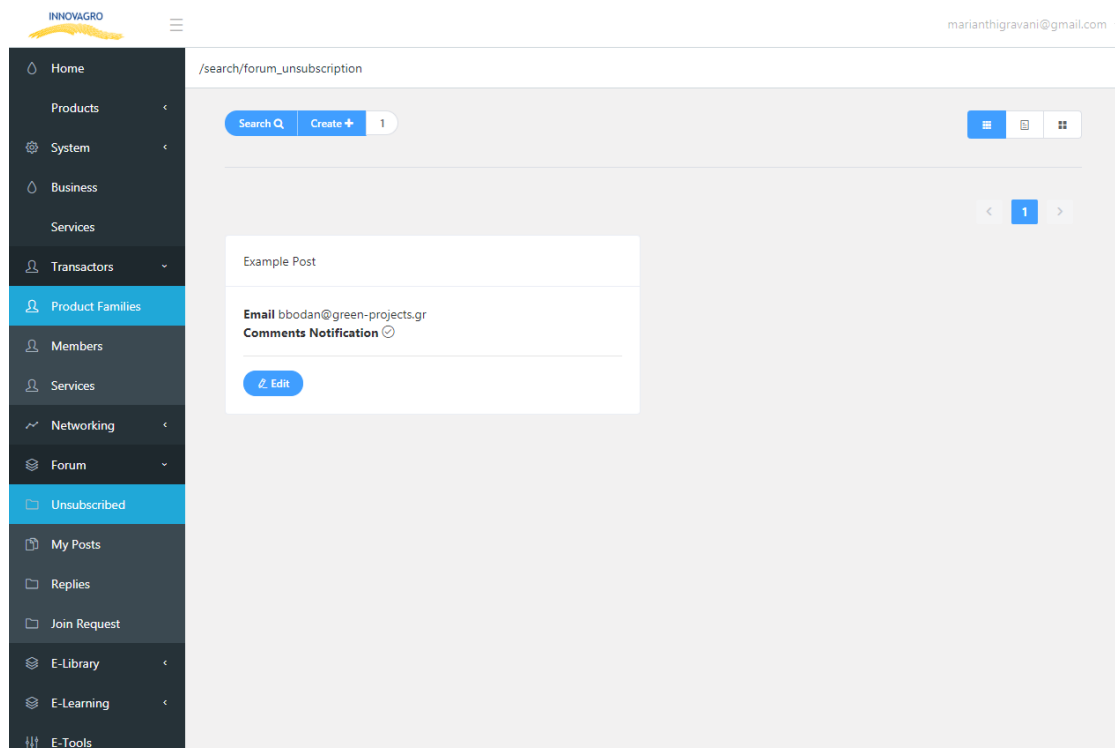 INNOVAGRO
marianthigravani@gmail.com
Home
/search/forum_unsubscription
Products
Search
Create
1
System
Business
Services
1
Transactors
Example Post
Product Families
Email bbodan@green-projects.gr
Comments Notification
Members
Services
Edit
Networking
Forum
Unsubscribed
My Posts
Replies
Join Request
E-Library
E-Learning
E-Tools